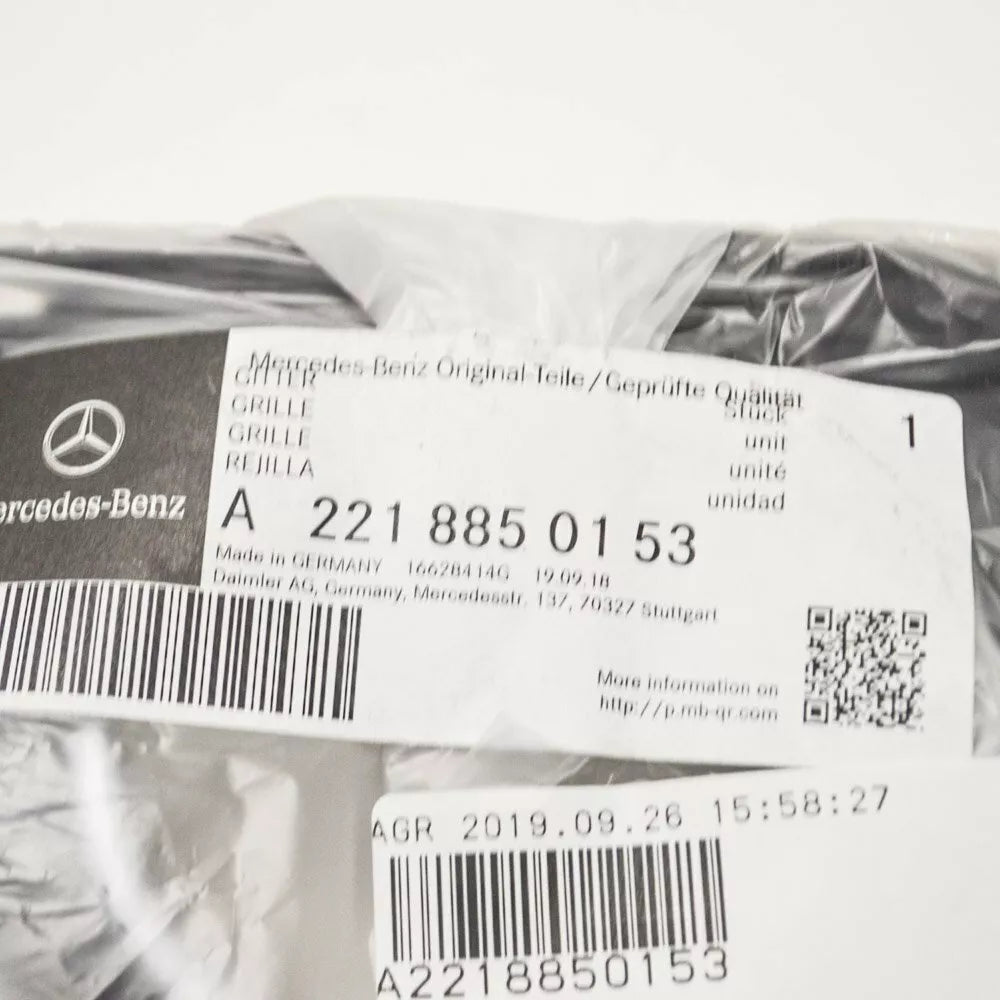 Mercedes-Benz Original-Teile/Geprüfte Qualität
GITTER Stück 1
GRILLE unit
GRILLE unité
REJILLA unidad
ercedes-Benz
A 221 885 01 53
Made in GERMANY 16628414G 19.09.18
Daimler AG, Germany, Mercedesstr. 137, 70327 Stuttgart
More information on
http://p.mb-qr.com
AGR 2019.09.26 15:58:27
A2218850153